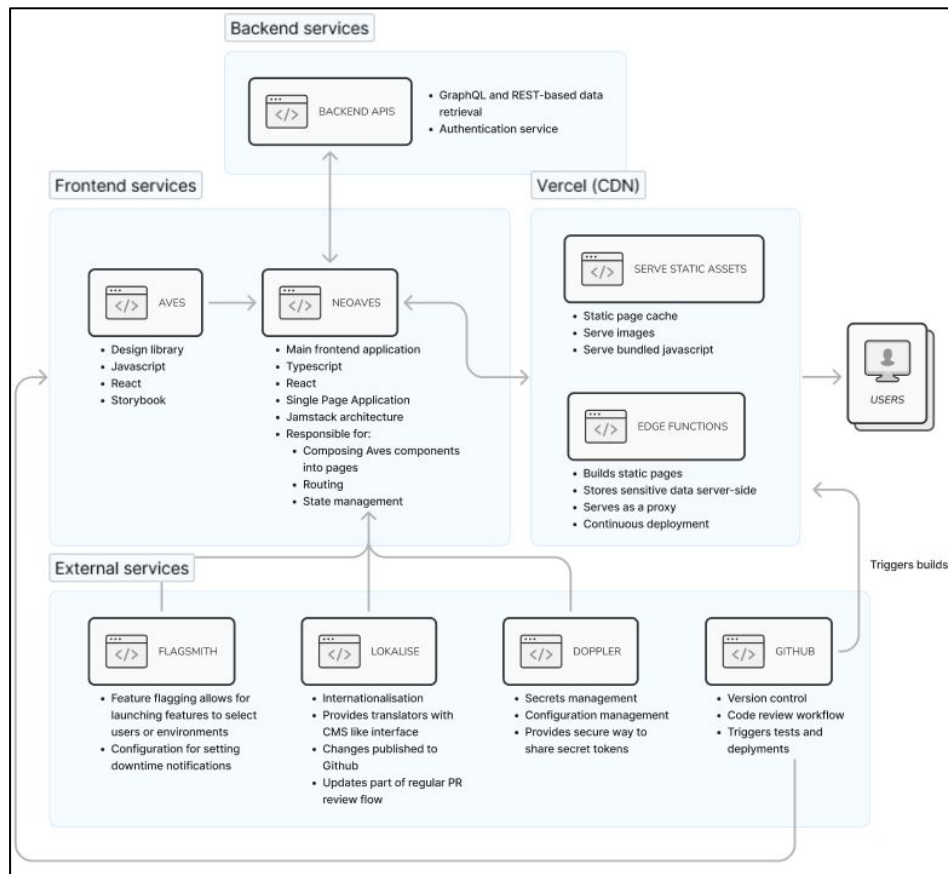 Backend services
BACKEND APIS
• GraphQL and REST-based data
retrieval
• Authentication service
Frontend services
AVES
• Design library
• Javascript
• React
• Storybook
NEOAVES
• Main frontend application
• Typescript
• React
• Single Page Application
• Jamstack architecture
• Responsible for:
• Composing Aves components
into pages
• Routing
• State management
Vercel (CDN)
SERVE STATIC ASSETS
• Static page cache
• Serve images
• Serve bundled javascript
EDGE FUNCTIONS
• Builds static pages
• Stores sensitive data server-side
• Serves as a proxy
• Continuous deployment
USERS
Triggers builds
External services
FLAGSMITH
• Feature flagging allows for
launching features to select
users or environments
• Configuration for setting
downtime notifications
LOKALISE
• Internationalisation
• Provides translators with
CMS like interface
• Changes published to
Github
• Updates part of regular PR
review flow
DOPPLER
• Secrets management
• Configuration management
• Provides secure way to
share secret tokens
GITHUB
• Version control
• Code review workflow
• Triggers tests and
deplyments